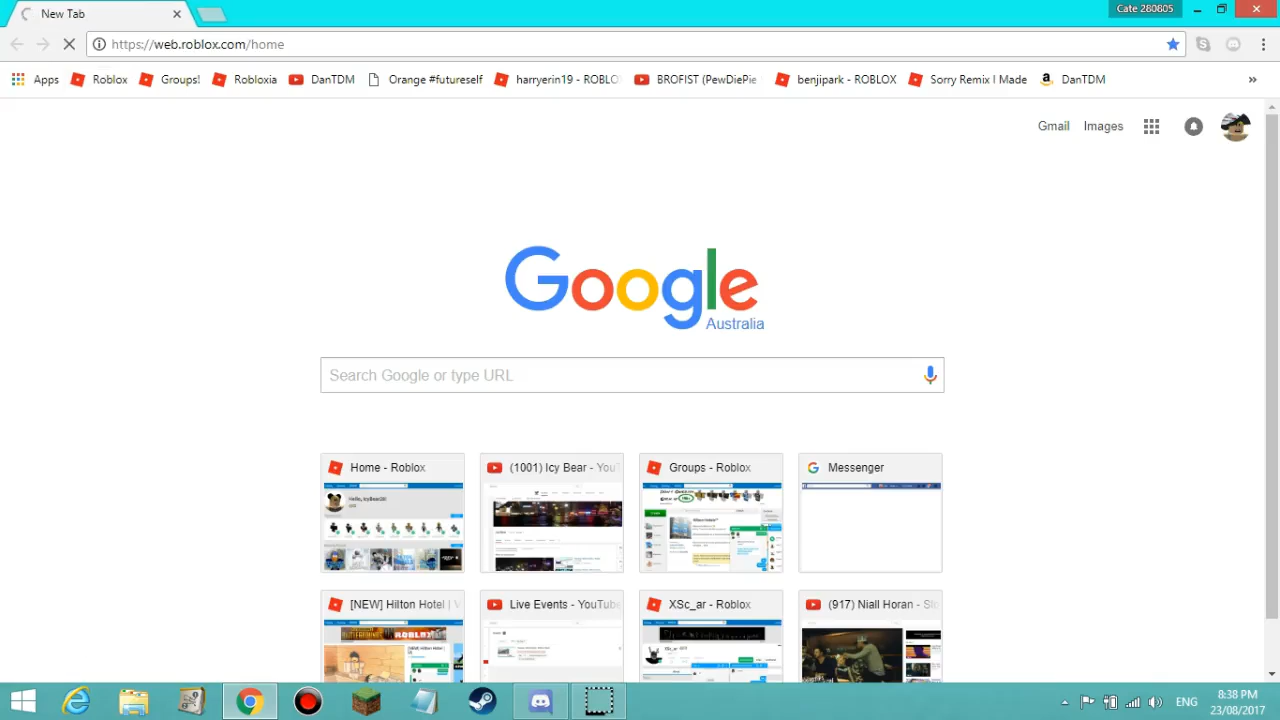 New Tab
Cate 280805
https://web.roblox.com/home
Apps Roblox Groups! Robloxia DanTDM Orange #futureself harryerin19 - ROBLO BROFIST (PewDiePie benjipark - ROBLOX Sorry Remix I Made DanTDM
Gmail Images
Google
Australia
Search Google or type URL
Home - Roblox (1001) Icy Bear - YouT Groups - Roblox Messenger
[NEW] Hilton Hotel | Live Events - YouTube XSc_ar - Roblox (917) Niall Horan -
ROBLOX
ENG
8:38 PM
23/08/2017